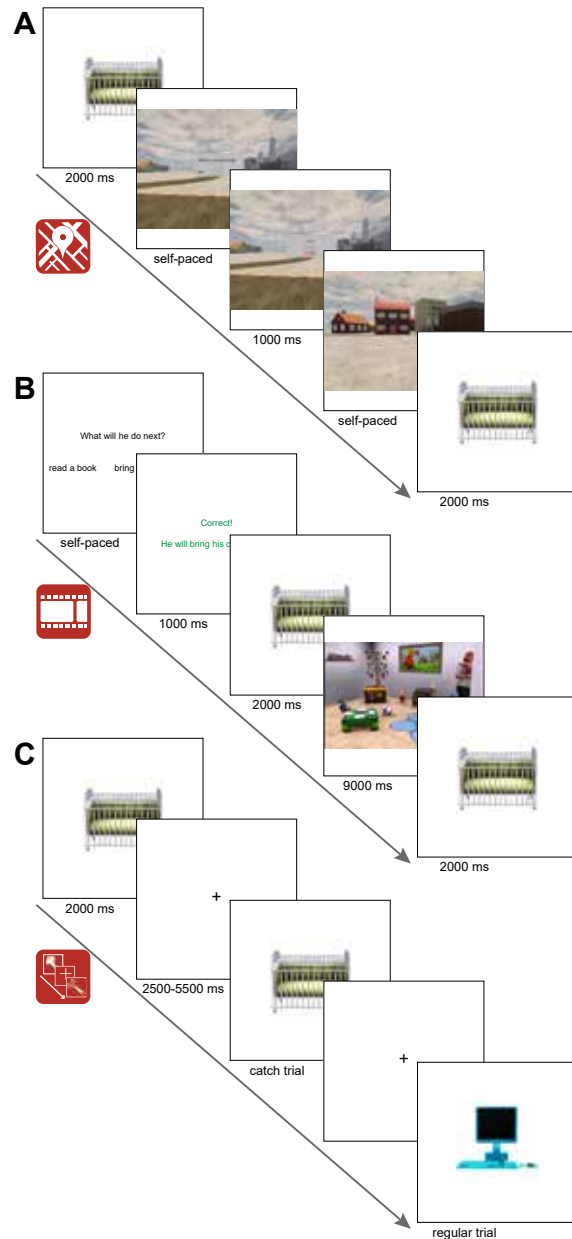 A
2000 ms
self-paced
1000 ms
self-paced
2000 ms
B
What will he do next?
read a book bring
self-paced
Correct!
He will bring his
1000 ms
2000 ms
9000 ms
2000 ms
C
2000 ms
+
2500-5500 ms
catch trial
+
regular trial